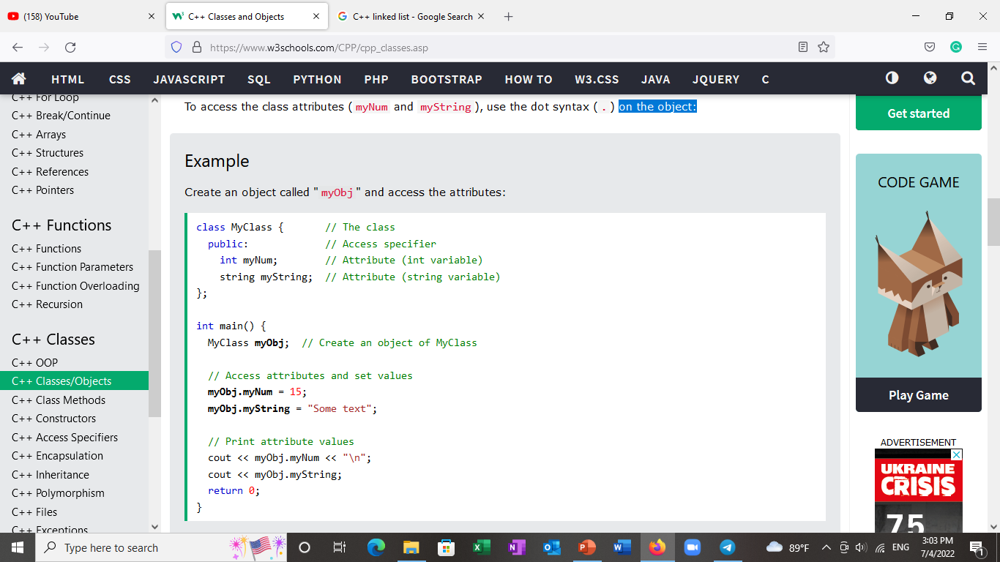 (158) YouTube
C++ Classes and Objects
C++ linked list - Google Search
https://www.w3schools.com/CPP/cpp_classes.asp
HTML CSS JAVASCRIPT SQL PYTHON PHP BOOTSTRAP HOW TO W3.CSS JAVA JQUERY C
C++ For Loop
C++ Break/Continue
C++ Arrays
C++ Structures
C++ References
C++ Pointers
C++ Functions
C++ Functions
C++ Function Parameters
C++ Function Overloading
C++ Recursion
C++ Classes
C++ OOP
C++ Classes/Objects
C++ Class Methods
C++ Constructors
C++ Access Specifiers
C++ Encapsulation
C++ Inheritance
C++ Polymorphism
C++ Files
C++ Exceptions
To access the class attributes (myNum and myString), use the dot syntax (.) on the object:
Example
Create an object called "myObj" and access the attributes:
class MyClass {       // The class
  public:             // Access specifier
    int myNum;        // Attribute (int variable)
    string myString;  // Attribute (string variable)
};
int main() {
  MyClass myObj;  // Create an object of MyClass
  // Access attributes and set values
  myObj.myNum = 15;
  myObj.myString = "Some text";
  // Print attribute values
  cout << myObj.myNum << "\n";
  cout << myObj.myString;
  return 0;
}
Get started
CODE GAME
Play Game
ADVERTISEMENT
UKRAINE
CRISIS
75
Type here to search
89°F
ENG
3:03 PM
7/4/2022
1